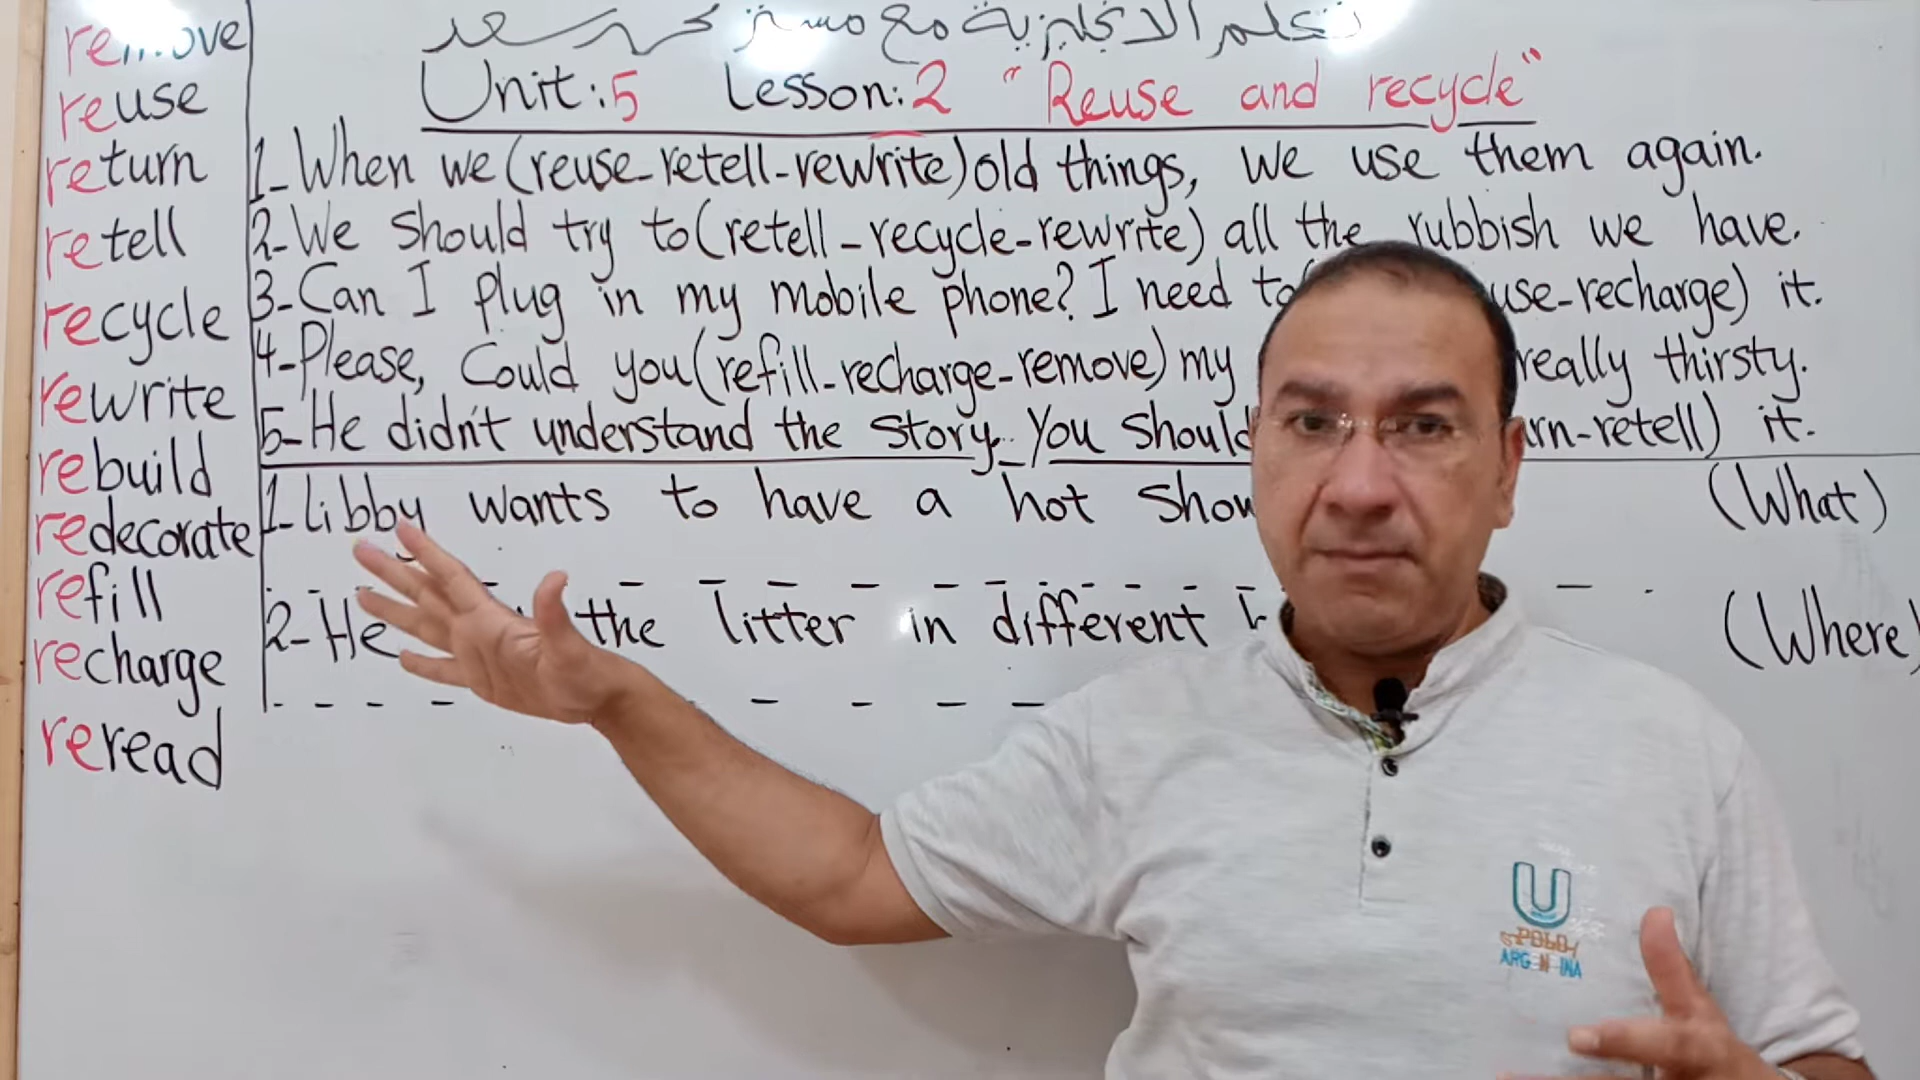 تعلم الانجليزية مع مستر محمد سعد
Unit:5 Lesson:2 "Reuse and recycle"
remove
reuse
return
retell
recycle
rewrite
rebuild
redecorate
refill
recharge
reread
1-When we (reuse-retell-rewrite) old things, we use them again.
2-We should try to (retell-recycle-rewrite) all the rubbish we have.
3-Can I plug in my mobile phone? I need to use-recharge) it.
4-Please, Could you (refill-recharge-remove) my really thirsty.
5-He didn't understand the story. You should rn-retell) it.
1-Libby wants to have a hot (What)
2-He the litter in different (Where)
U
POLO
ARGENTINA